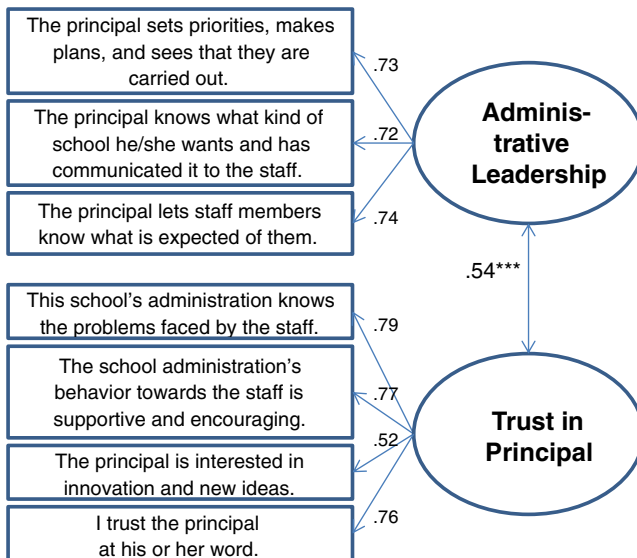 The principal sets priorities, makes
plans, and sees that they are
carried out.
.73
The principal knows what kind of
school he/she wants and has
communicated it to the staff.
.72
The principal lets staff members
know what is expected of them.
.74
Adminis-
trative
Leadership
.54***
This school’s administration knows
the problems faced by the staff.
.79
The school administration’s
behavior towards the staff is
supportive and encouraging.
.77
The principal is interested in
innovation and new ideas.
.52
I trust the principal
at his or her word.
.76
Trust in
Principal